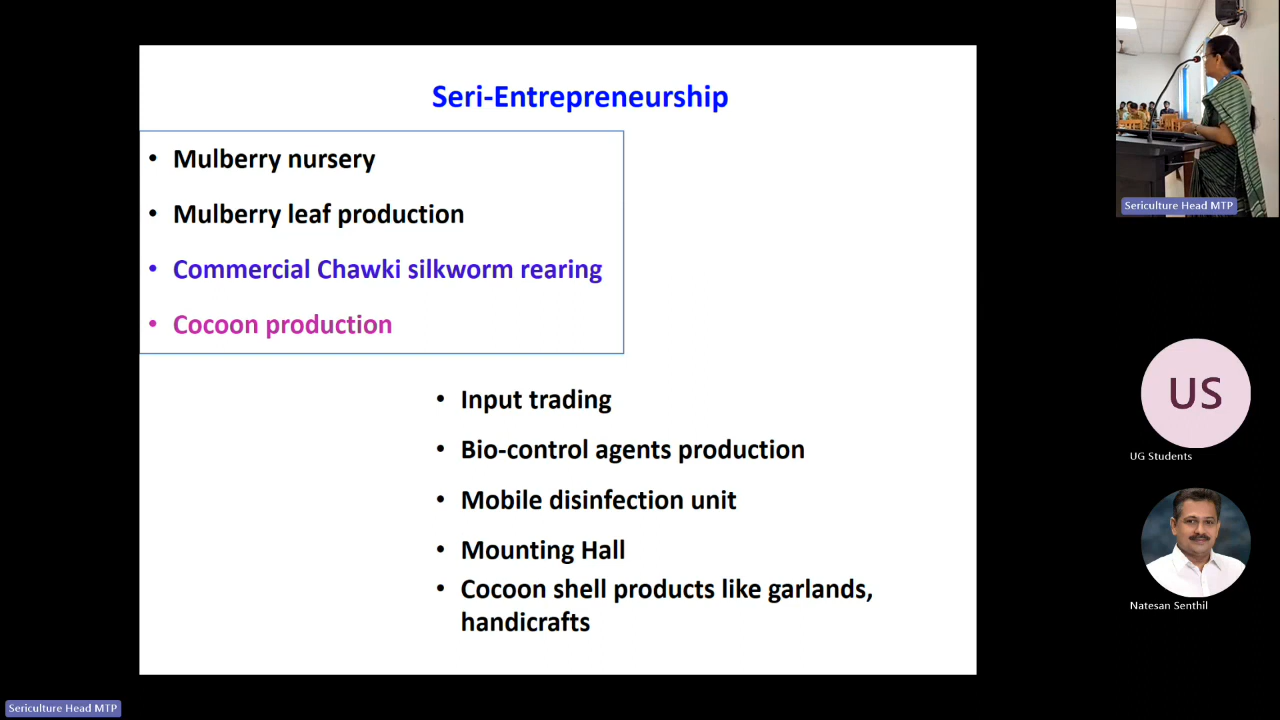 Seri-Entrepreneurship
• Mulberry nursery
• Mulberry leaf production
• Commercial Chawki silkworm rearing
• Cocoon production
• Input trading
• Bio-control agents production
• Mobile disinfection unit
• Mounting Hall
• Cocoon shell products like garlands,
handicrafts
Sericulture Head MTP
US
UG Students
Natesan Senthil
Sericulture Head MTP